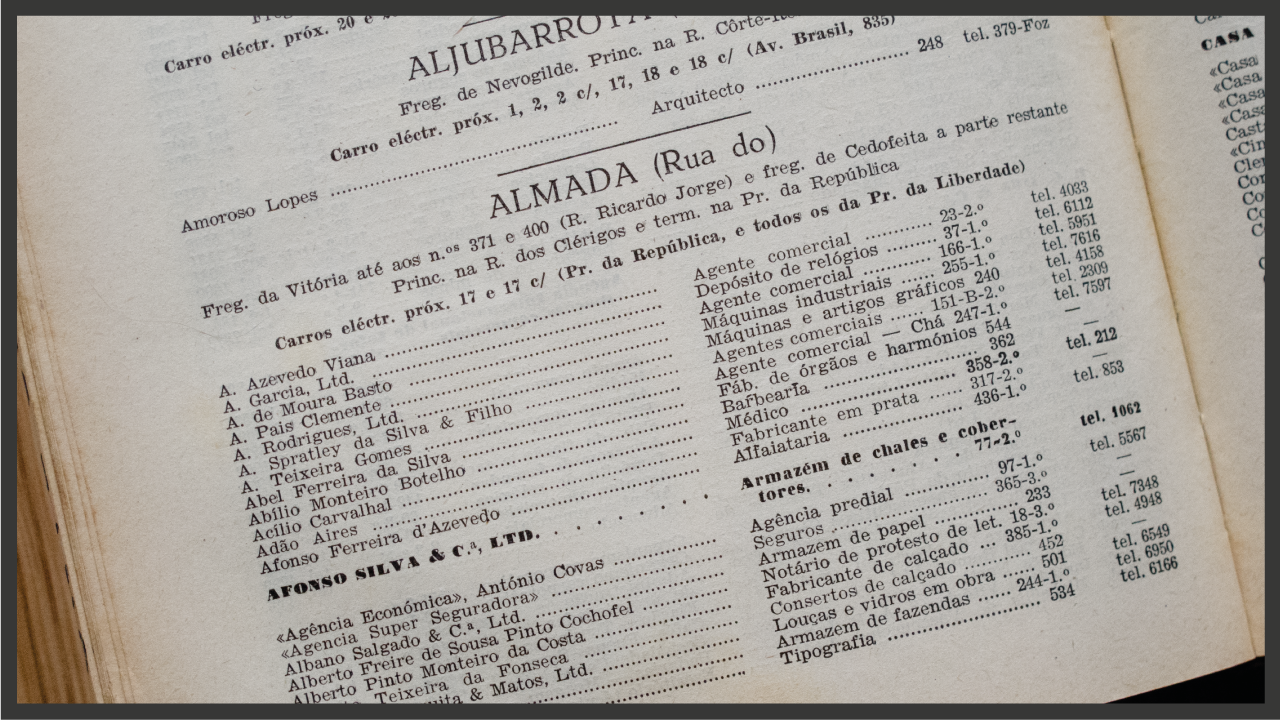 Carro eléctr. próx. 20 e
ALJUBARROTA
Freg. de Nevogilde. Princ. na R.
Carro eléctr. próx. 1, 2, 2 c/, 17, 18 e 18 c/ (Av. Brasil, 835)
Amoroso Lopes ........ Arquitecto ........ 248 tel. 379-Foz
ALMADA (Rua do)
Freg. da Vitória até aos n.ºˢ 371 e 400 (R. Ricardo Jorge) e freg. de Cedofeita a parte restante
Princ. na R. dos Clérigos e term. na Pr. da República
Carros eléctr. próx. 17 e 17 c/ (Pr. da República, e todos os da Pr. da Liberdade)
A. Azevedo Viana ........ Agente comercial ........ 23-2.º tel. 4033
A. Garcia, Ltd. ........ Depósito de relógios ........ 37-1.º tel. 6112
A. de Moura Basto ........ Agente comercial ........ 166-1.º tel. 5951
A. Pais Clemente ........ Máquinas industriais ........ 255-1.º tel. 7616
A. Rodrigues, Ltd. ........ Máquinas e artigos gráficos 240 tel. 4158
A. Spratley da Silva & Filho ........ Agentes comerciais ...... 151-B-2.º tel. 2309
A. Teixeira Gomes ........ Agente comercial — Chá 247-1.º tel. 7597
Abel Ferreira da Silva ........ Fáb. de órgãos e harmónios 544 —
Abílio Monteiro Botelho ........ Barbearia ........ 362 —
Acílio Carvalhal ........ Médico ........ 358-2.º tel. 212
Adão Aires ........ Fabricante em prata ........ 317-2.º —
Afonso Ferreira d'Azevedo ........ Alfaiataria ........ 436-1.º tel. 853
AFONSO SILVA & C.ª, LTD. . . . . . . Armazém de chales e cober-
tores. . . . . . . . 77-2.º tel. 1062
«Agência Económica», António Covas ........ Agência predial ........ 97-1.º tel. 5567
«Agencia Super Seguradora» ........ Seguros ........ 365-3.º —
Albano Salgado & C.ª, Ltd. ........ Armazem de papel ........ 233 —
Alberto Freire de Sousa Pinto Cochofel ........ Notário de protesto de let. 18-3.º tel. 7348
Alberto Pinto Monteiro da Costa ........ Fabricante de calçado ... 385-1.º tel. 4948
Teixeira da Fonseca ........ Consertos de calçado ........ 452 —
& Matos, Ltd. ........ Louças e vidros em obra ...... 501 tel. 6549
Armazem de fazendas ...... 244-1.º tel. 6950
Tipografia ........ 534 tel. 6166
CASA
«Casa
«Casa
«Casa